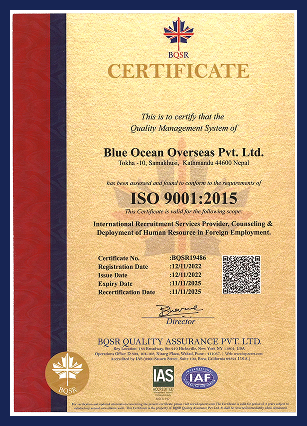 BQSR
CERTIFICATE
This is to certify that the
Quality Management System of
Blue Ocean Overseas Pvt. Ltd.
Tokha -10, Samakhusi, Kathmandu 44600 Nepal
has been assessed and found to conform to the requirements of
ISO 9001:2015
This Certificate is valid for the following scope:
International Recruitment Services Provider, Counseling &
Deployment of Human Resource in Foreign Employment.
Certificate No. :BQSR19486
Registration Date :12/11/2022
Issue Date :12/11/2022
Expiry Date :11/11/2025
Recertification Date :11/11/2025
Director
BQSR QUALITY ASSURANCE PVT. LTD.
BQSR
IAS
IAF